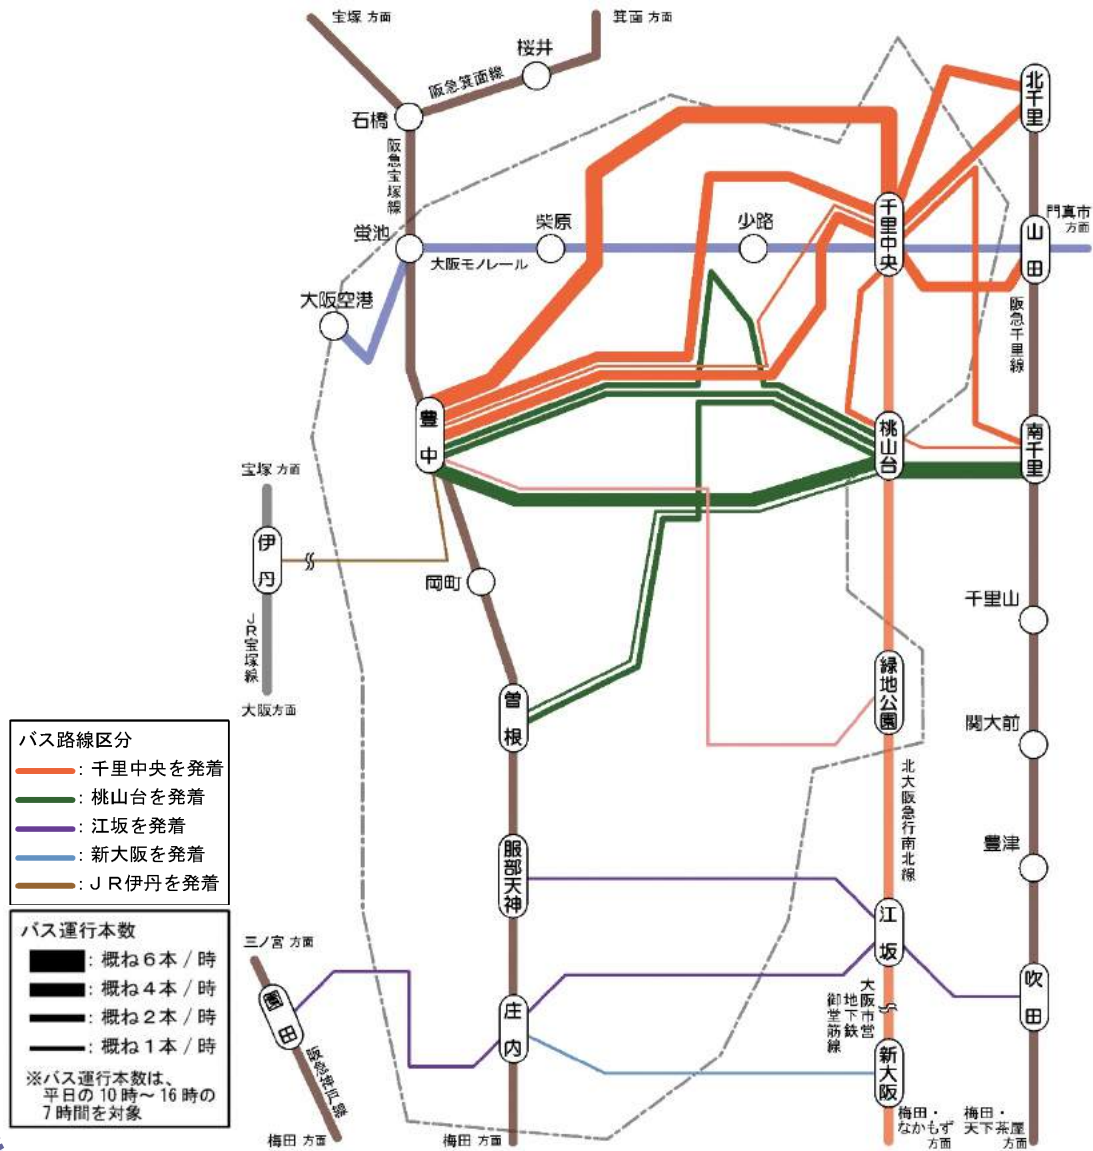 宝塚 方面
箕面 方面
桜井
阪急箕面線
石橋
北千里
阪急宝塚線
千里中央
門真市
方面
蛍池
柴原
少路
山田
大阪モノレール
大阪空港
阪急千里線
豊中
桃山台
南千里
宝塚 方面
伊丹
岡町
千里山
JR宝塚線
緑地公園
曽根
大阪方面
関大前
北大阪急行南北線
バス路線区分
: 千里中央を発着
: 桃山台を発着
: 江坂を発着
: 新大阪を発着
: JR伊丹を発着
豊津
服部天神
江坂
バス運行本数
: 概ね6本/時
: 概ね4本/時
: 概ね2本/時
: 概ね1本/時
※バス運行本数は、
平日の10時〜16時の
7時間を対象
三ノ宮 方面
園田
吹田
庄内
大阪市営
地下鉄
御堂筋線
新大阪
阪急神戸線
梅田・
なかもず
方面
梅田・
天下茶屋
方面
梅田 方面
梅田 方面